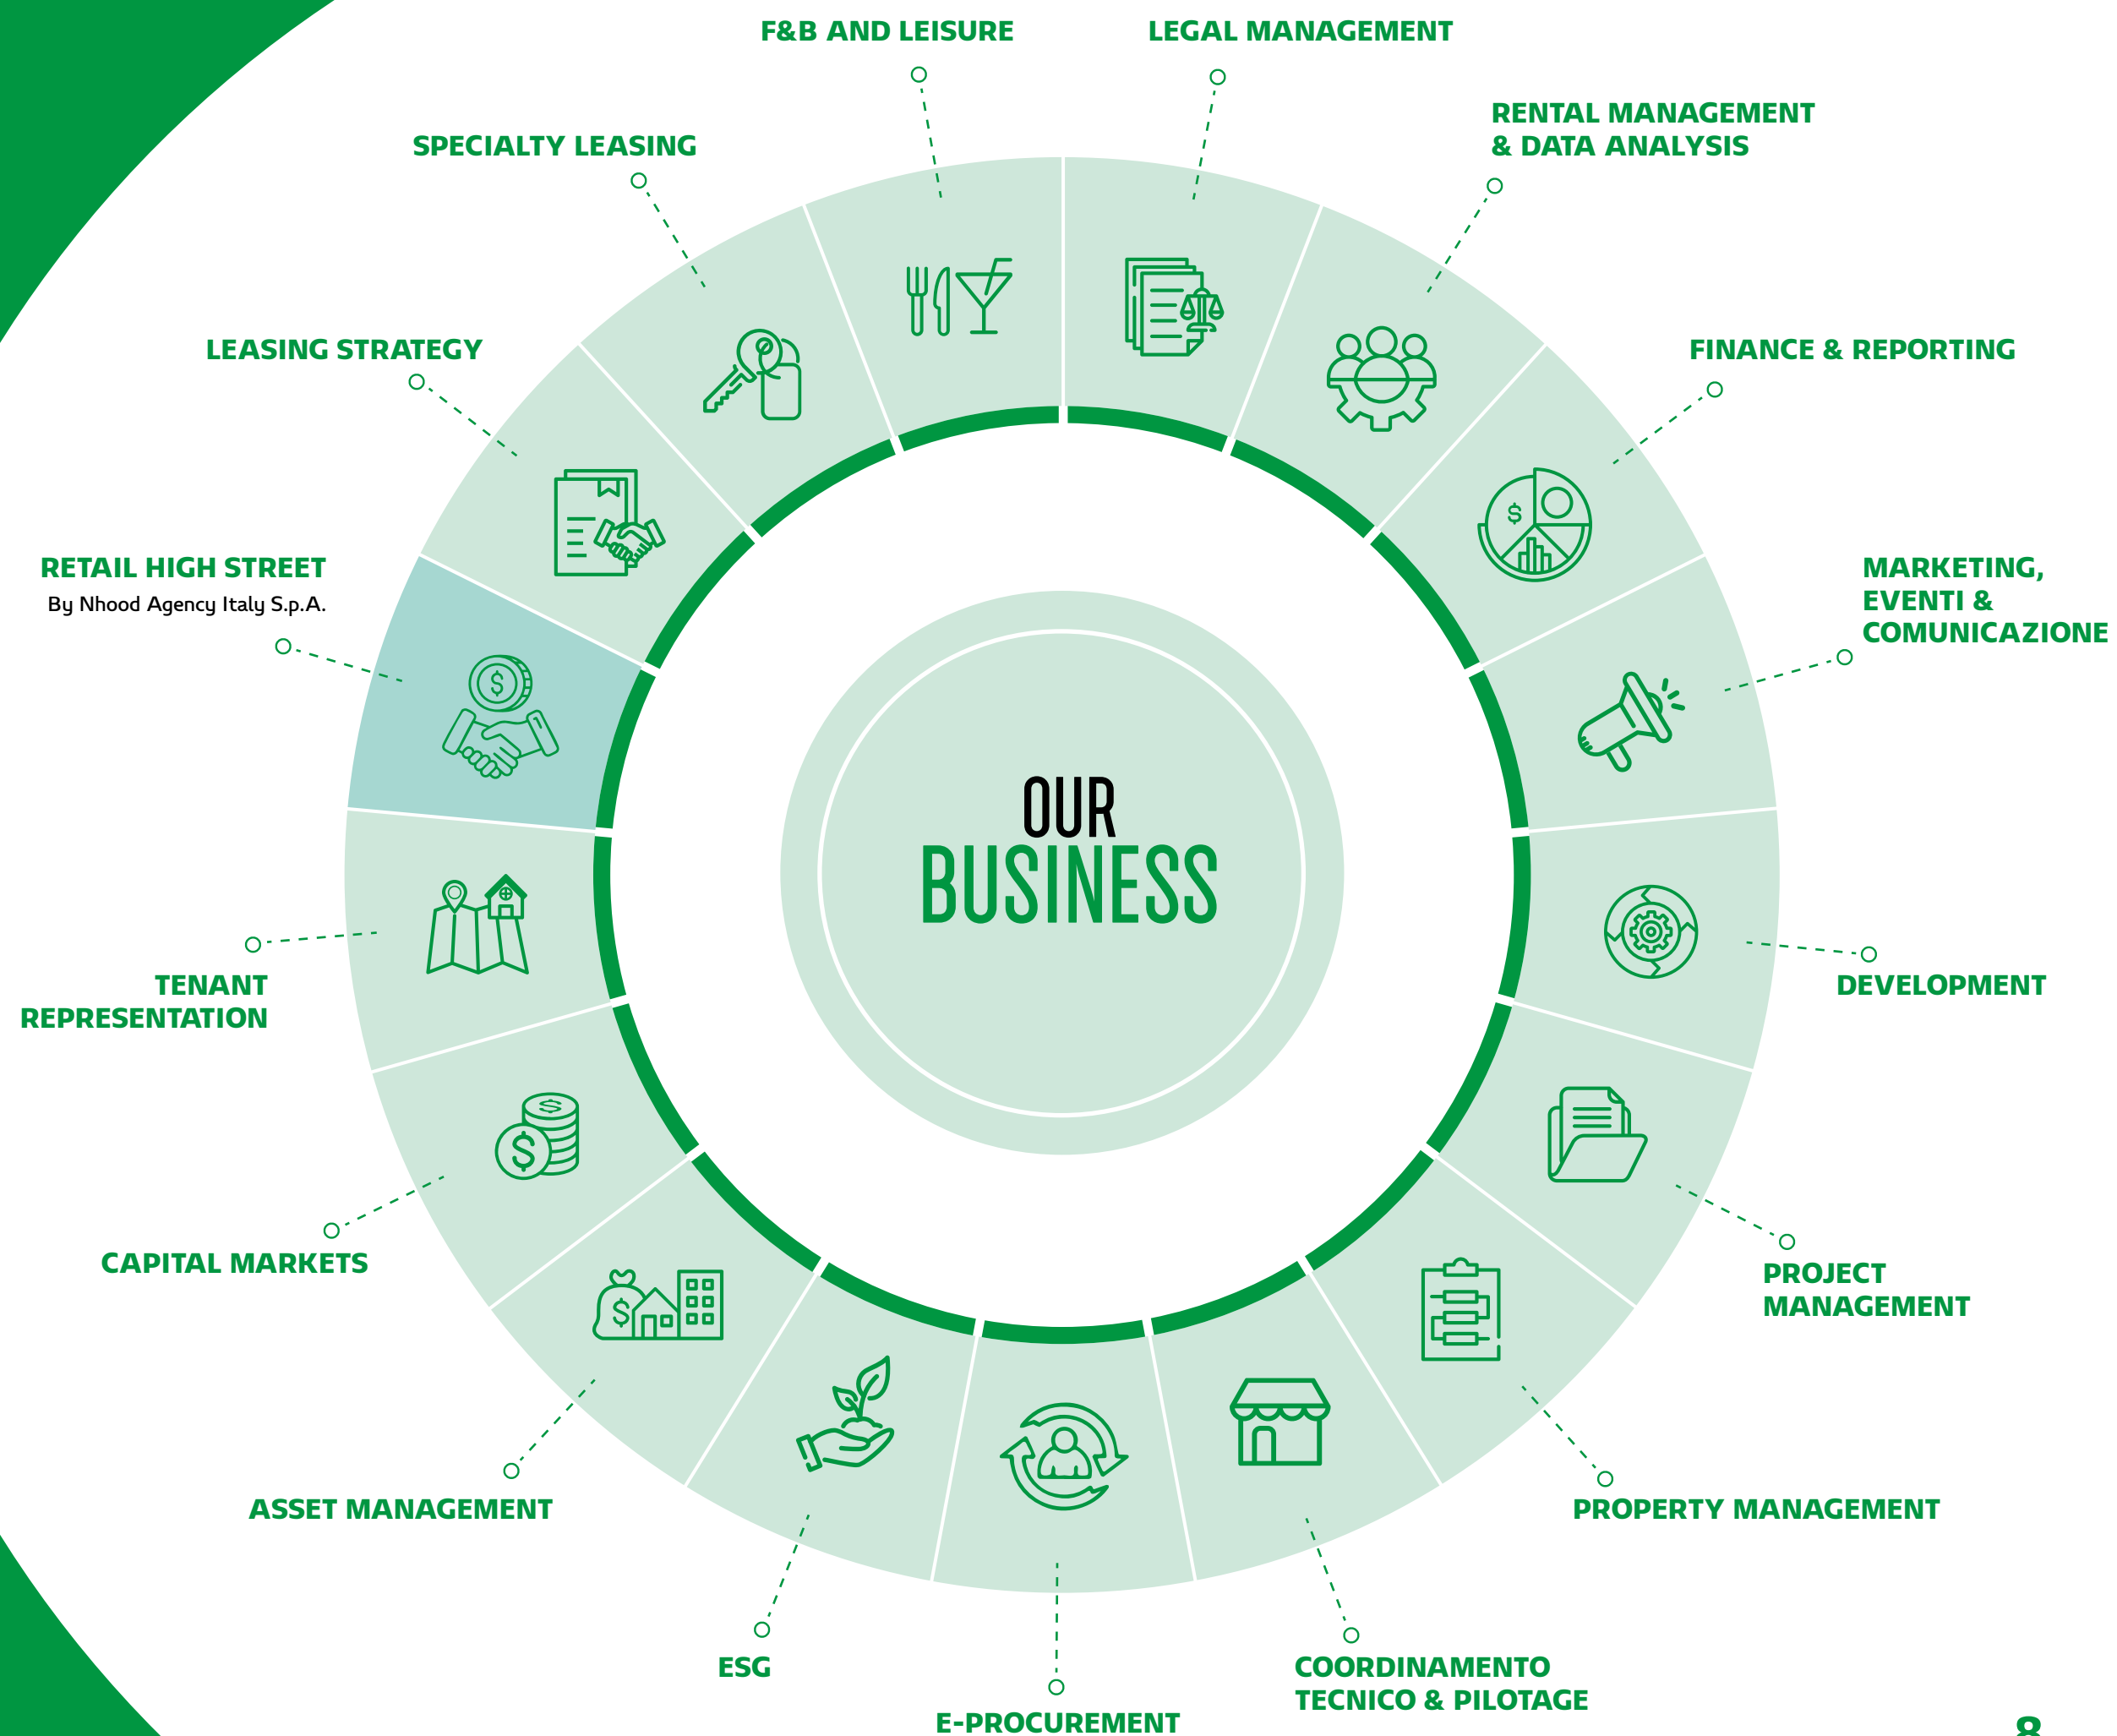 F&B AND LEISURE
LEGAL MANAGEMENT
RENTAL MANAGEMENT
& DATA ANALYSIS
SPECIALTY LEASING
LEASING STRATEGY
FINANCE & REPORTING
RETAIL HIGH STREET
By Nhood Agency Italy S.p.A.
MARKETING,
EVENTI &
COMUNICAZIONE
OUR
BUSINESS
TENANT
REPRESENTATION
DEVELOPMENT
CAPITAL MARKETS
PROJECT
MANAGEMENT
ASSET MANAGEMENT
PROPERTY MANAGEMENT
ESG
COORDINAMENTO
TECNICO & PILOTAGE
E-PROCUREMENT
8